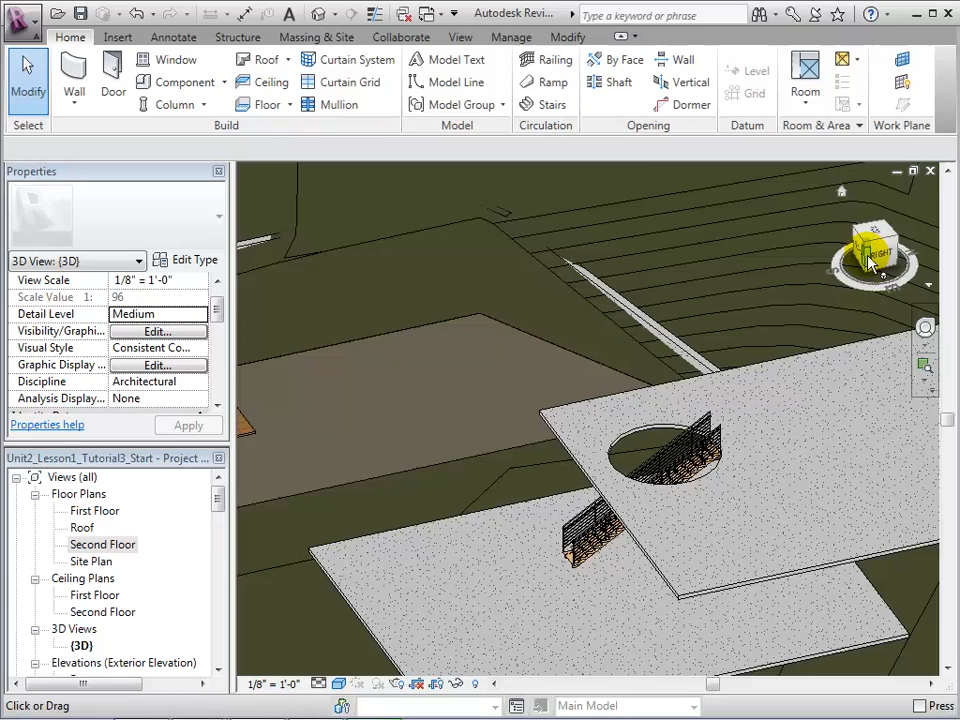 Autodesk Revi...
Type a keyword or phrase
Home Insert Annotate Structure Massing & Site Collaborate View Manage Modify
Modify
Wall
Door
Window
Component
Column
Roof
Ceiling
Floor
Curtain System
Curtain Grid
Mullion
Model Text
Model Line
Model Group
Railing
Ramp
Stairs
By Face
Shaft
Wall
Vertical
Dormer
Level
Grid
Room
Select Build Model Circulation Opening Datum Room & Area Work Plane
Properties
3D View: {3D} Edit Type
View Scale 1/8" = 1'-0"
Scale Value 1: 96
Detail Level Medium
Visibility/Graphi... Edit...
Visual Style Consistent Co...
Graphic Display ... Edit...
Discipline Architectural
Analysis Display... None
Properties help Apply
Unit2_Lesson1_Tutorial3_Start - Project ...
Views (all)
Floor Plans
First Floor
Roof
Second Floor
Site Plan
Ceiling Plans
First Floor
Second Floor
3D Views
{3D}
Elevations (Exterior Elevation)
RIGHT
1/8" = 1'-0"
Click or Drag
Main Model
Press